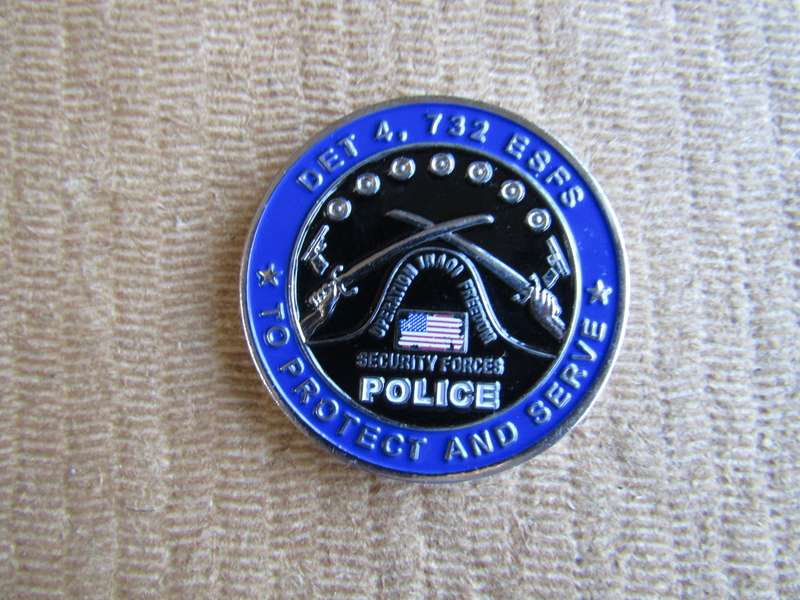 DET 4, 732 ESFS
OPERATION IRAQI FREEDOM
SECURITY FORCES
POLICE
TO PROTECT AND SERVE